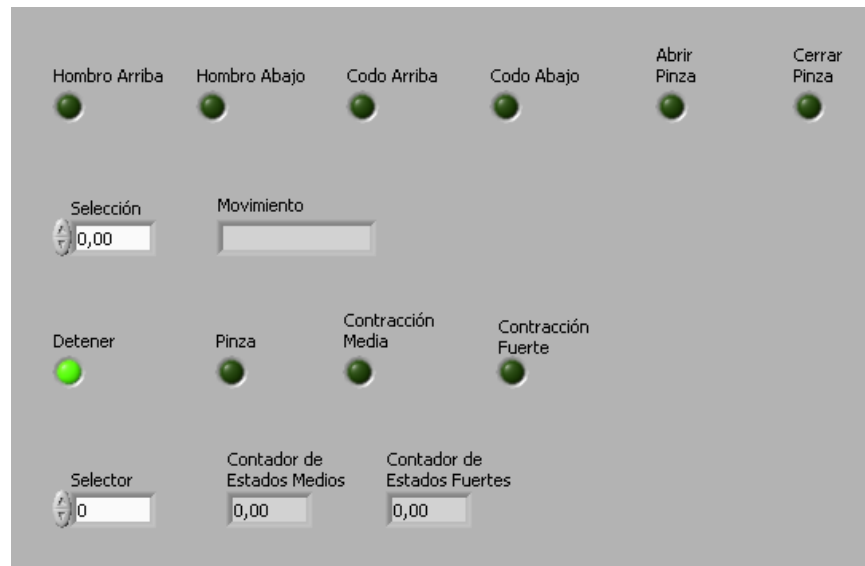 Hombro Arriba
Hombro Abajo
Codo Arriba
Codo Abajo
Abrir
Pinza
Cerrar
Pinza
Selección
0,00
Movimiento
Detener
Pinza
Contracción
Media
Contracción
Fuerte
Selector
0
Contador de
Estados Medios
0,00
Contador de
Estados Fuertes
0,00